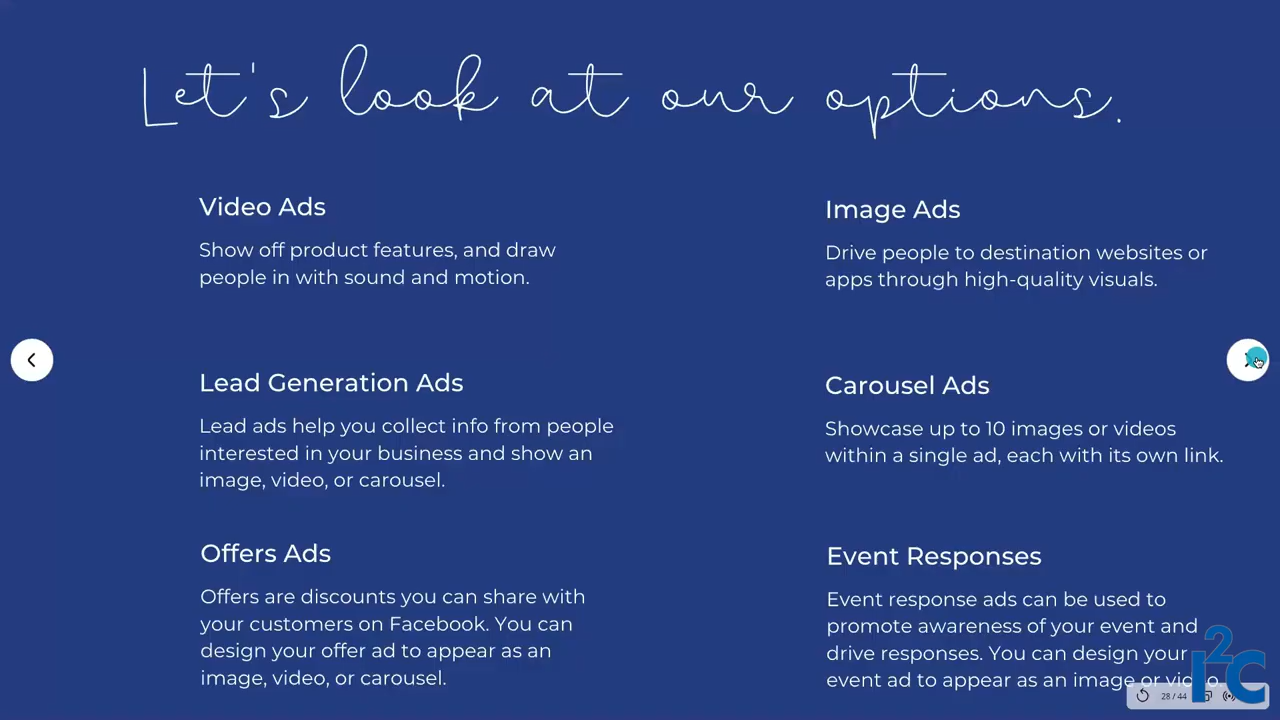 Let's look at our options.
Video Ads
Show off product features, and draw
people in with sound and motion.
Image Ads
Drive people to destination websites or
apps through high-quality visuals.
Lead Generation Ads
Lead ads help you collect info from people
interested in your business and show an
image, video, or carousel.
Carousel Ads
Showcase up to 10 images or videos
within a single ad, each with its own link.
Offers Ads
Offers are discounts you can share with
your customers on Facebook. You can
design your offer ad to appear as an
image, video, or carousel.
Event Responses
Event response ads can be used to
promote awareness of your event and
drive responses. You can design your
event ad to appear as an image or video.
I2C
28 / 44